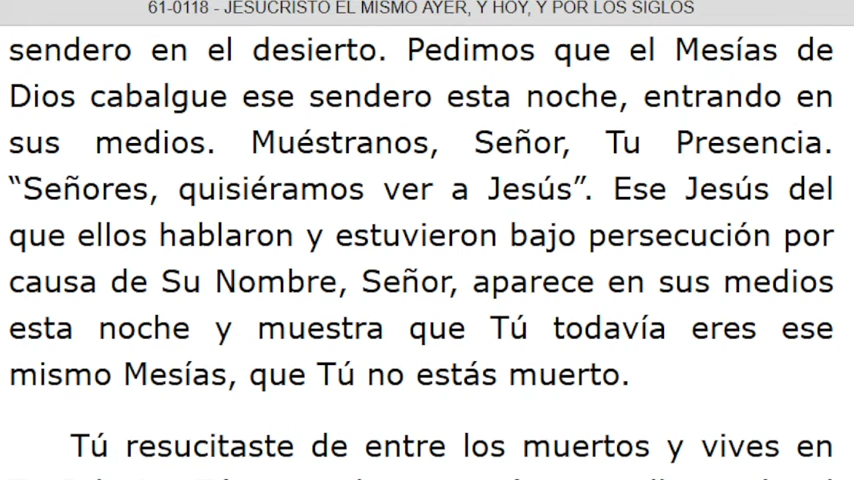 61-0118 - JESUCRISTO EL MISMO AYER, Y HOY, Y POR LOS SIGLOS
sendero en el desierto. Pedimos que el Mesías de
Dios cabalgue ese sendero esta noche, entrando en
sus medios. Muéstranos, Señor, Tu Presencia.
“Señores, quisiéramos ver a Jesús”. Ese Jesús del
que ellos hablaron y estuvieron bajo persecución por
causa de Su Nombre, Señor, aparece en sus medios
esta noche y muestra que Tú todavía eres ese
mismo Mesías, que Tú no estás muerto.
Tú resucitaste de entre los muertos y vives en